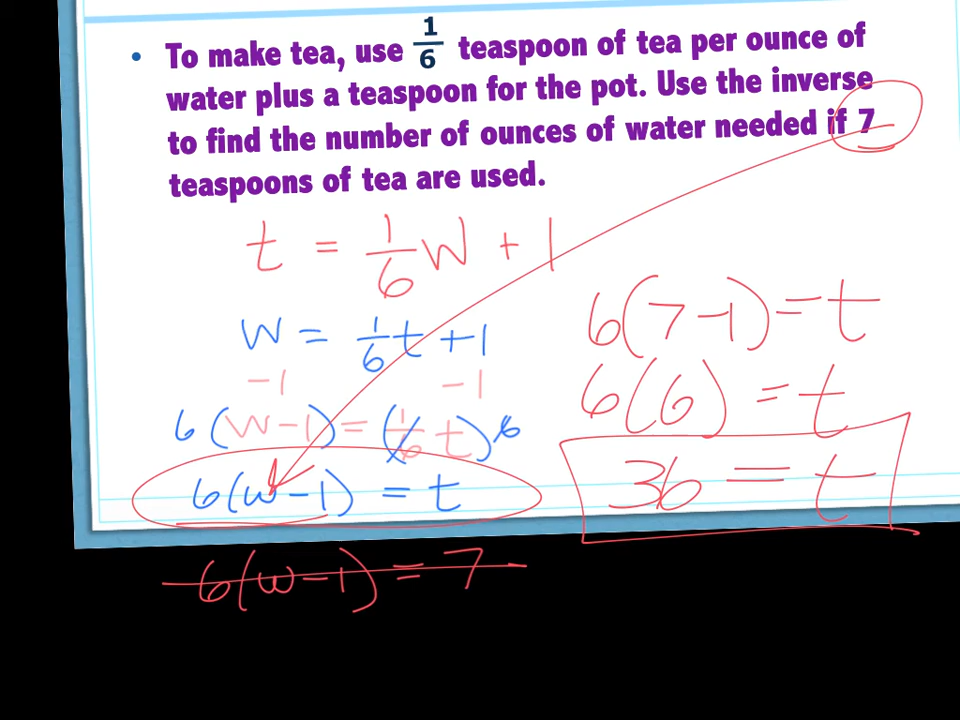 • To make tea, use 1/6 teaspoon of tea per ounce of
water plus a teaspoon for the pot. Use the inverse
to find the number of ounces of water needed if 7
teaspoons of tea are used.
t = 1/6 W + 1
W = 1/6 t + 1
-1 -1
6(W-1) = (1/6 t)6
6(w-1) = t
6(w-1) = 7
6(7-1) = t
6(6) = t
36 = t